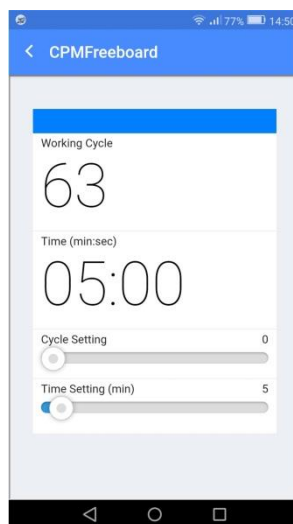 77% 14:50
CPMFreeboard
Working Cycle
63
Time (min:sec)
05:00
Cycle Setting 0
Time Setting (min) 5